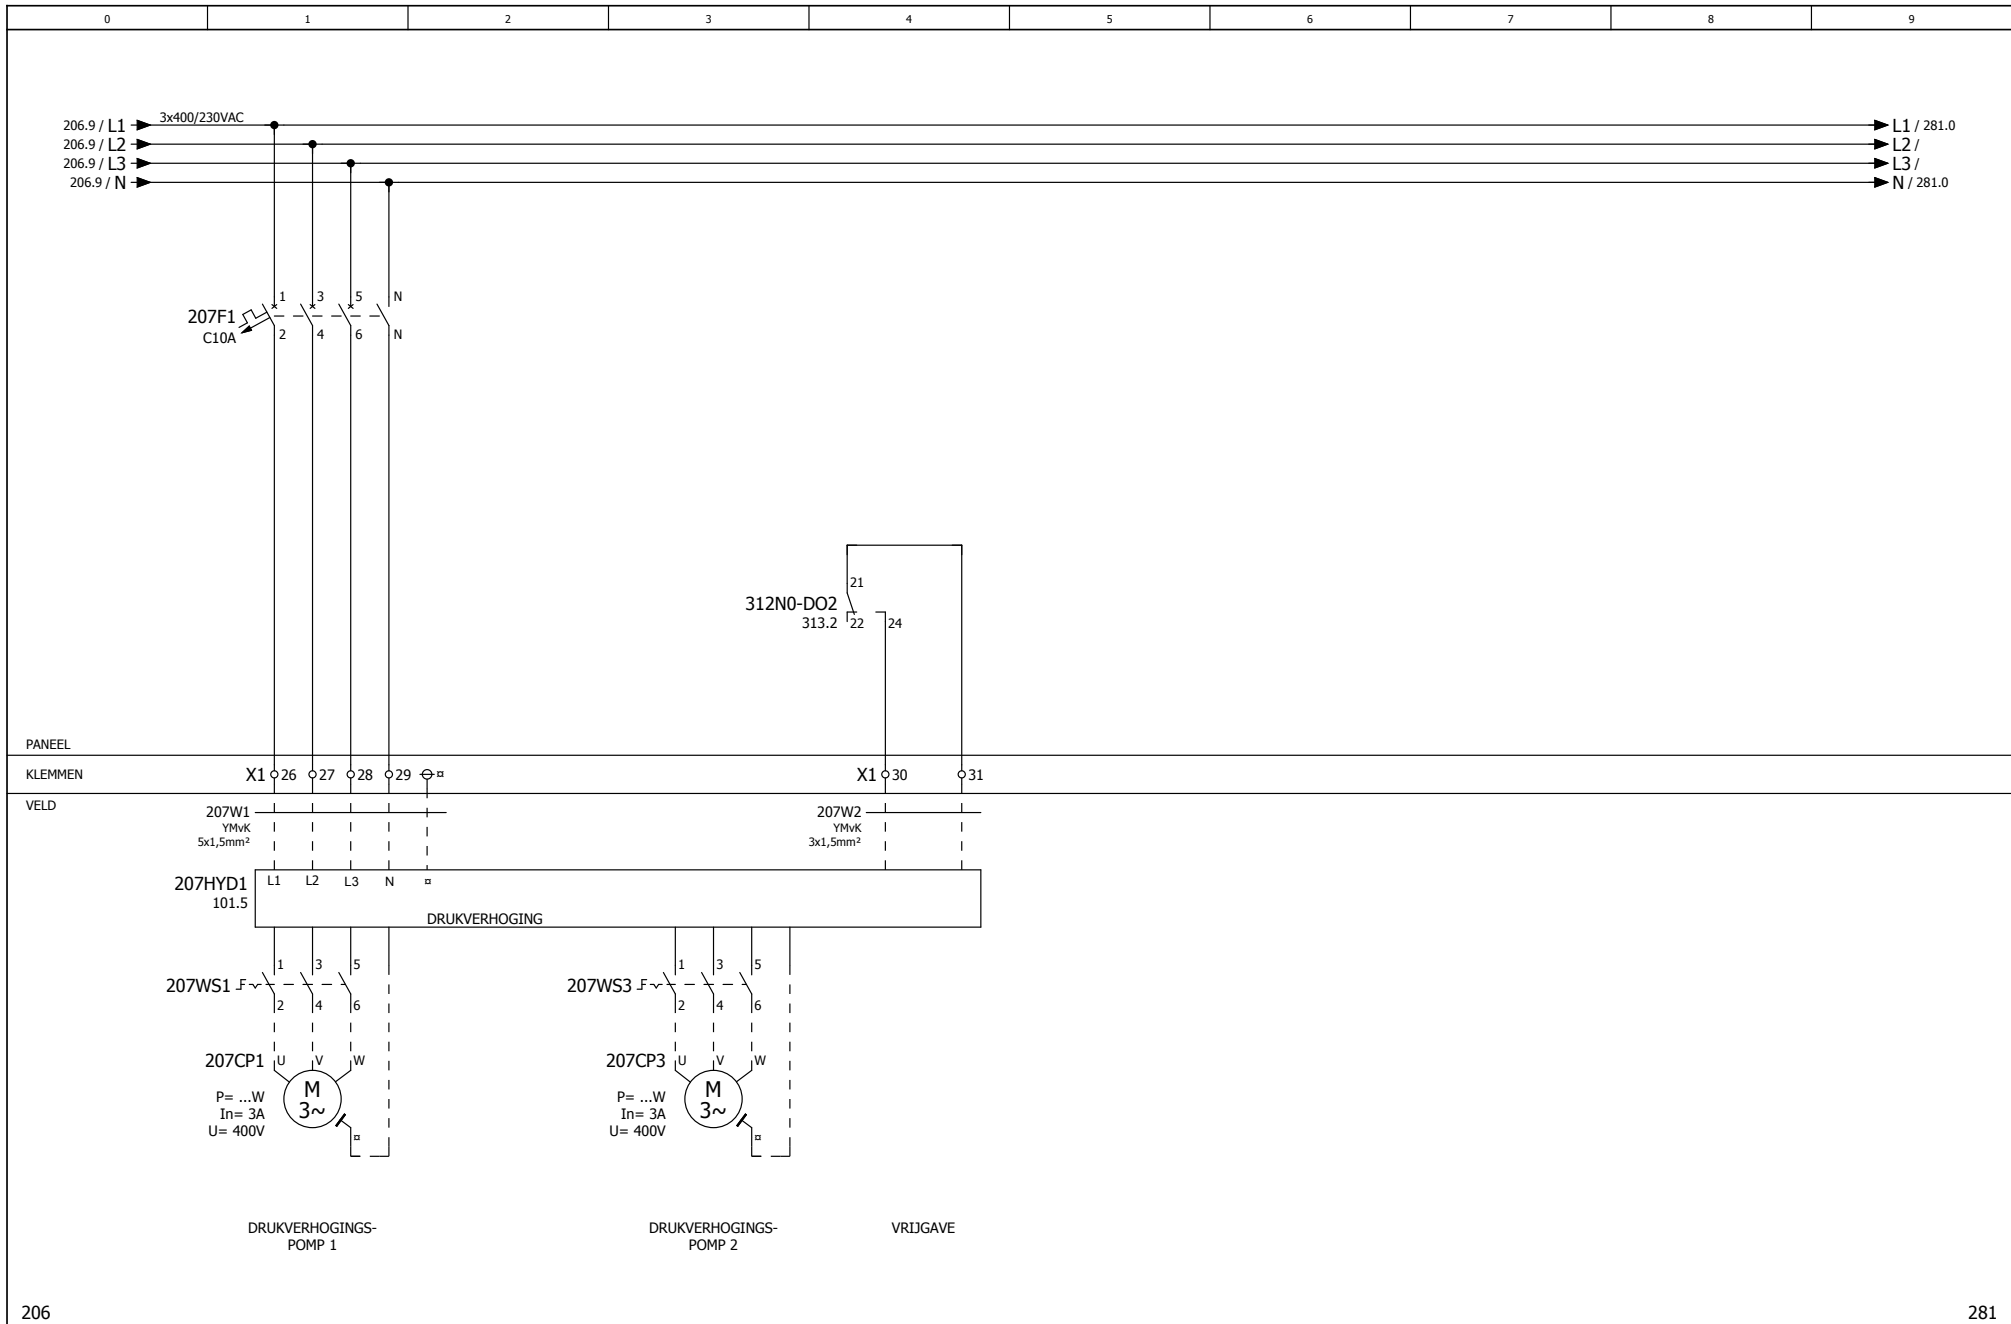 0 1 2 3 4 5 6 7 8 9
3x400/230VAC
206.9 / L1
L1 / 281.0
206.9 / L2
L2 /
206.9 / L3
L3 /
206.9 / N
N / 281.0
1 3 5 N
207F1
C10A
2 4 6 N
21
312N0-DO2
313.2
22 24
PANEEL
KLEMMEN
X1 26 27 28 29 ¤
X1 30 31
VELD
207W1
YMvK
5x1,5mm²
207W2
YMvK
3x1,5mm²
207HYD1
101.5
L1 L2 L3 N ¤
DRUKVERHOGING
1 3 5
207WS1
2 4 6
1 3 5
207WS3
2 4 6
207CP1
U V W
M
3~
P= ...W
In= 3A
U= 400V
¤
207CP3
U V W
M
3~
P= ...W
In= 3A
U= 400V
¤
DRUKVERHOGINGS-
POMP 1
DRUKVERHOGINGS-
POMP 2
VRIJGAVE
206
281